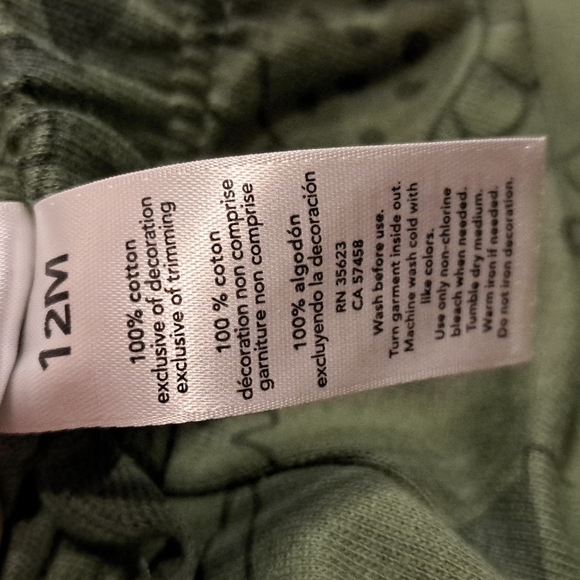 12M
100% cotton
exclusive of decoration
exclusive of trimming
100 % coton
décoration non comprise
garniture non comprise
100% algodón
excluyendo la decoración
RN 35623
CA 57458
Wash before use.
Turn garment inside out.
Machine wash cold with
like colors.
Use only non-chlorine
bleach when needed.
Tumble dry medium.
Warm iron if needed.
Do not iron decoration.